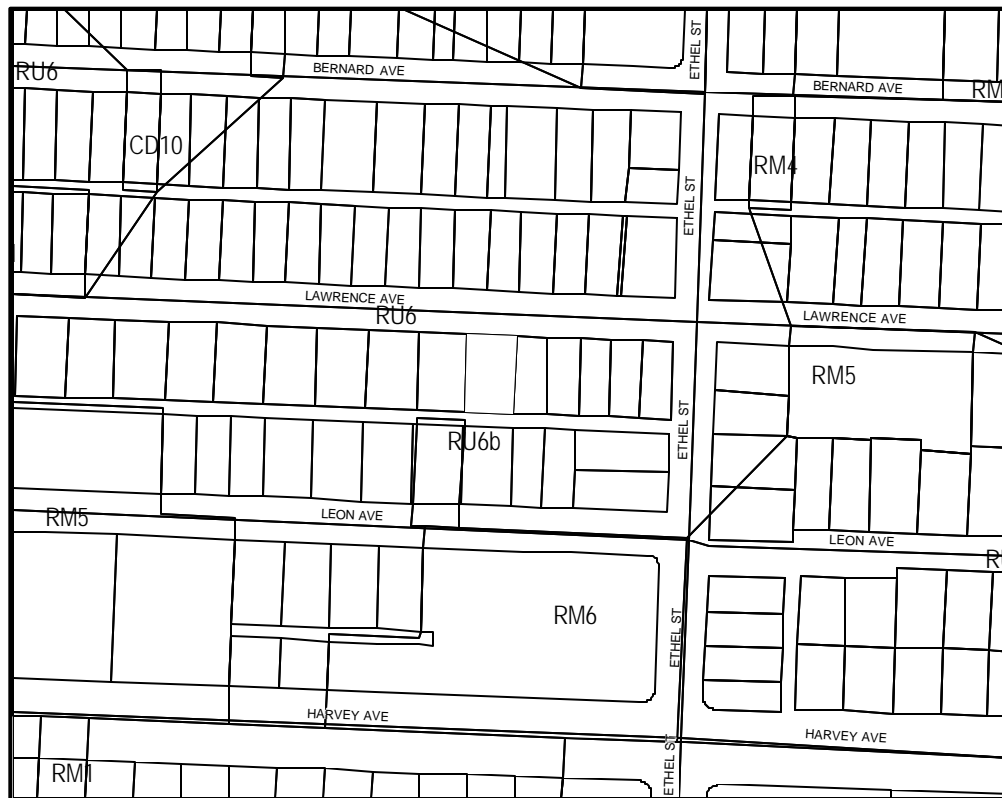 BERNARD AVE
ETHEL ST
RU6
BERNARD AVE
RM
CD10
RM4
ETHEL ST
LAWRENCE AVE
RU6
LAWRENCE AVE
RM5
ETHEL ST
RU6b
LEON AVE
RM5
LEON AVE
RM6
ETHEL ST
HARVEY AVE
HARVEY AVE
ETHEL ST
RM1